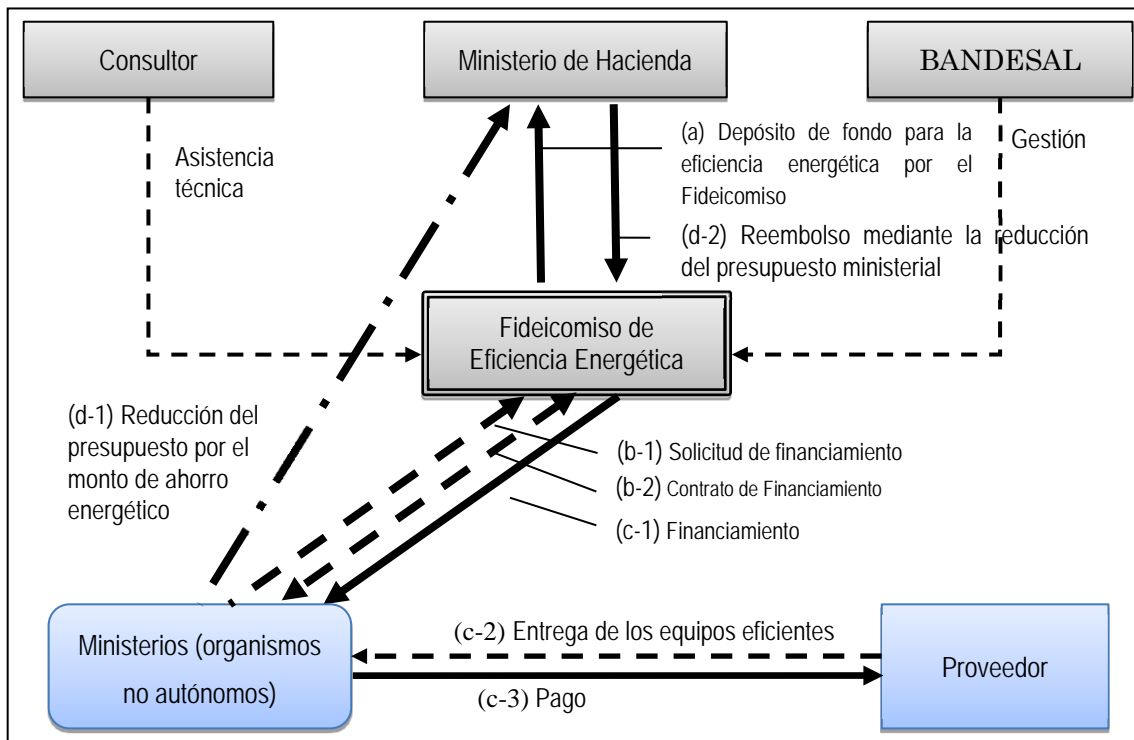 Consultor
Ministerio de Hacienda
BANDESAL
Asistencia
técnica
(a) Depósito de fondo para la
eficiencia energética por el
Fideicomiso
Gestión
(d-2) Reembolso mediante la reducción
del presupuesto ministerial
Fideicomiso de
Eficiencia Energética
(d-1) Reducción del
presupuesto por el
monto de ahorro
energético
(b-1) Solicitud de financiamiento
(b-2) Contrato de Financiamiento
(c-1) Financiamiento
Ministerios (organismos
no autónomos)
(c-2) Entrega de los equipos eficientes
(c-3) Pago
Proveedor